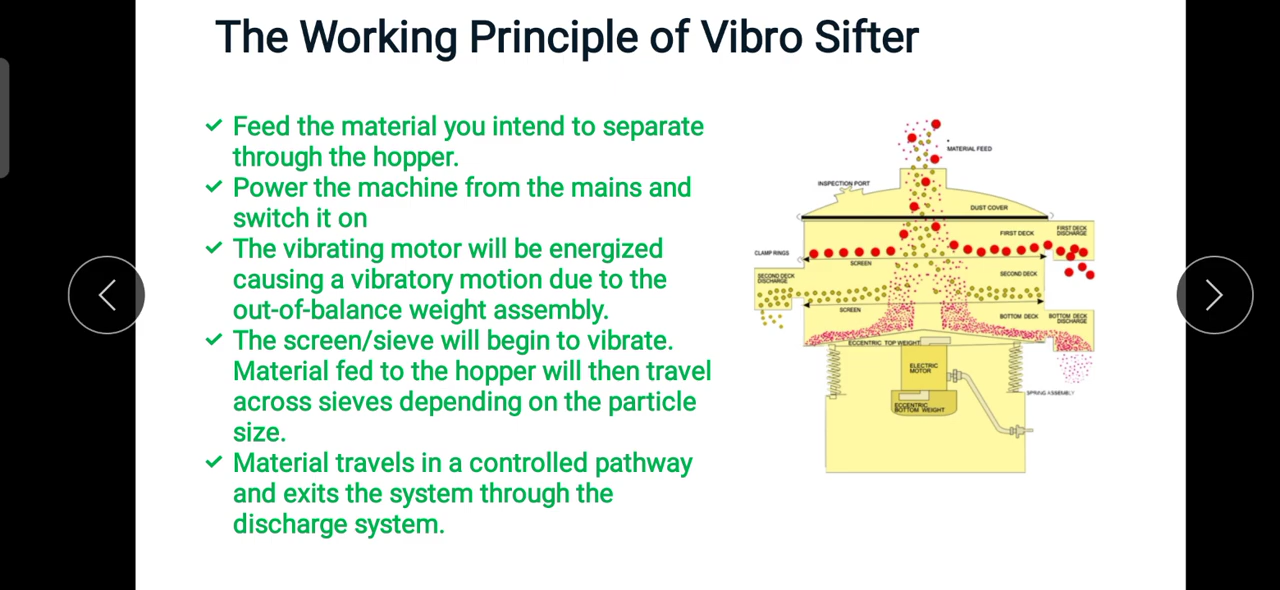 The Working Principle of Vibro Sifter
Feed the material you intend to separate
through the hopper.
Power the machine from the mains and
switch it on
The vibrating motor will be energized
causing a vibratory motion due to the
out-of-balance weight assembly.
The screen/sieve will begin to vibrate.
Material fed to the hopper will then travel
across sieves depending on the particle
size.
Material travels in a controlled pathway
and exits the system through the
discharge system.
MATERIAL FEED
INSPECTION PORT
DUST COVER
FIRST DECK
FIRST DECK
DISCHARGE
CLAMP RINGS
SCREEN
SECOND DECK
DISCHARGE
SECOND DECK
SCREEN
BOTTOM DECK
BOTTOM DECK
DISCHARGE
ECCENTRIC TOP WEIGHT
ELECTRIC
MOTOR
ECCENTRIC
BOTTOM WEIGHT
SPRING ASSEMBLY